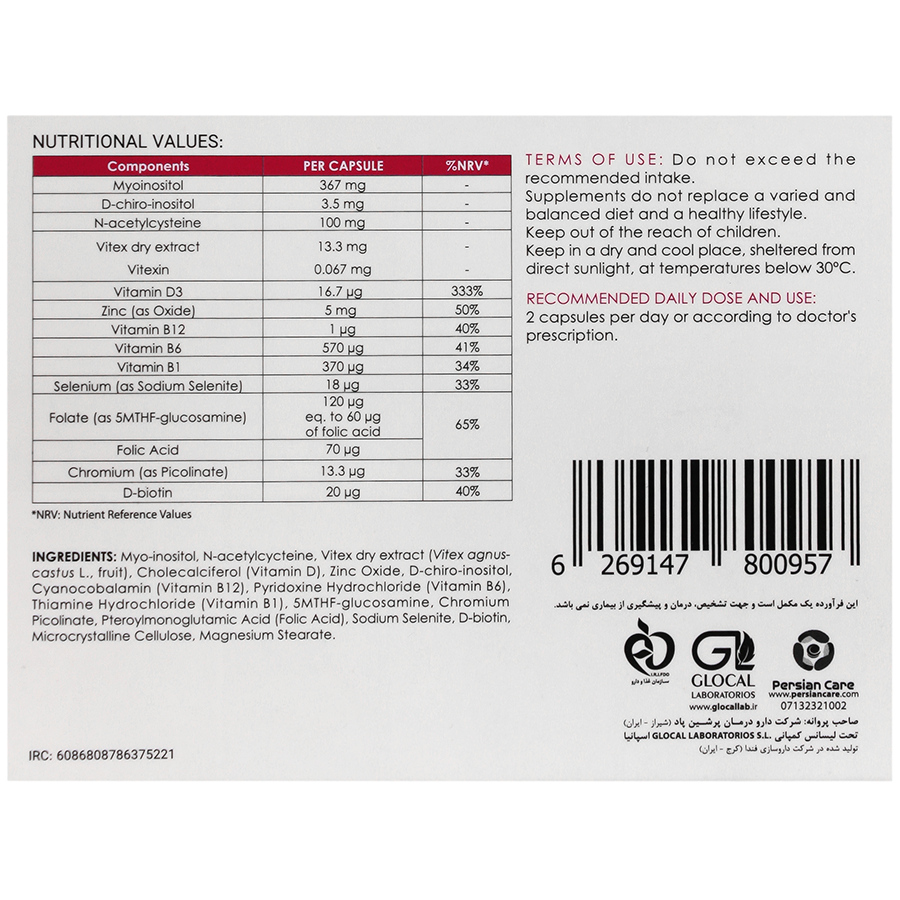 NUTRITIONAL VALUES:
Components PER CAPSULE %NRV*
Myoinositol 367 mg -
D-chiro-inositol 3.5 mg -
N-acetylcysteine 100 mg -
Vitex dry extract 13.3 mg -
Vitexin 0.067 mg -
Vitamin D3 16.7 µg 333%
Zinc (as Oxide) 5 mg 50%
Vitamin B12 1 µg 40%
Vitamin B6 570 µg 41%
Vitamin B1 370 µg 34%
Selenium (as Sodium Selenite) 18 µg 33%
Folate (as 5MTHF-glucosamine) 120 µg
eq. to 60 µg
of folic acid
65%
Folic Acid 70 µg
Chromium (as Picolinate) 13.3 µg 33%
D-biotin 20 µg 40%
*NRV: Nutrient Reference Values
INGREDIENTS: Myo-inositol, N-acetylcycteine, Vitex dry extract (Vitex agnus-
castus L., fruit), Cholecalciferol (Vitamin D), Zinc Oxide, D-chiro-inositol,
Cyanocobalamin (Vitamin B12), Pyridoxine Hydrochloride (Vitamin B6),
Thiamine Hydrochloride (Vitamin B1), 5MTHF-glucosamine, Chromium
Picolinate, Pteroylmonoglutamic Acid (Folic Acid), Sodium Selenite, D-biotin,
Microcrystalline Cellulose, Magnesium Stearate.
IRC: 6086808786375221
TERMS OF USE: Do not exceed the
recommended intake.
Supplements do not replace a varied and
balanced diet and a healthy lifestyle.
Keep out of the reach of children.
Keep in a dry and cool place, sheltered from
direct sunlight, at temperatures below 30°C.
RECOMMENDED DAILY DOSE AND USE:
2 capsules per day or according to doctor's
prescription.
6 269147 800957
این فرآورده یک مکمل است و جهت تشخیص، درمان و پیشگیری از بیماری نمی باشد.
I.R.I.FDO
سازمان غذا و دارو
GL
GLOCAL
LABORATORIOS
www.glocallab.ir
Persian Care
www.persiancare.com
07132321002
صاحب پروانه: شرکت دارو درمان پرشین پاد (شیراز - ایران)
تحت لیسانس کمپانی GLOCAL LABORATORIOS S.L. اسپانیا
تولید شده در شرکت داروسازی فندا (کرج - ایران)